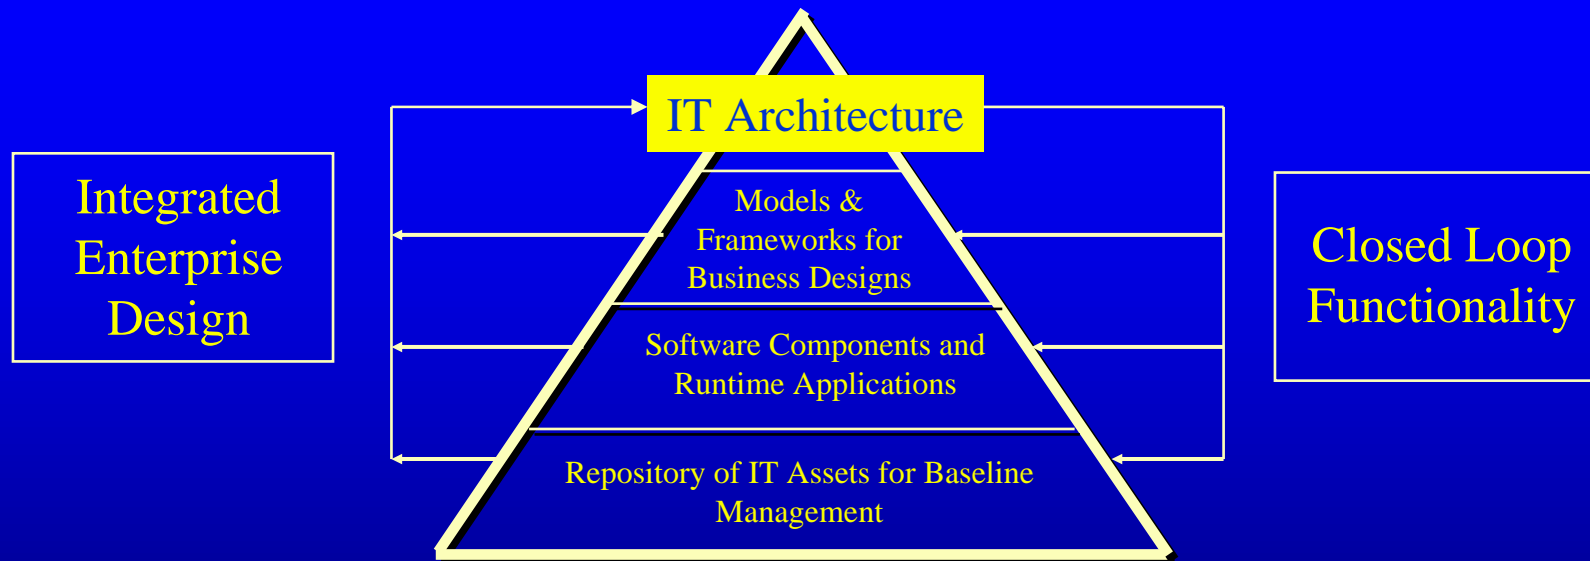 IT Architecture
Integrated
Enterprise
Design
Models &
Frameworks for
Business Designs
Software Components and
Runtime Applications
Repository of IT Assets for Baseline
Management
Closed Loop
Functionality